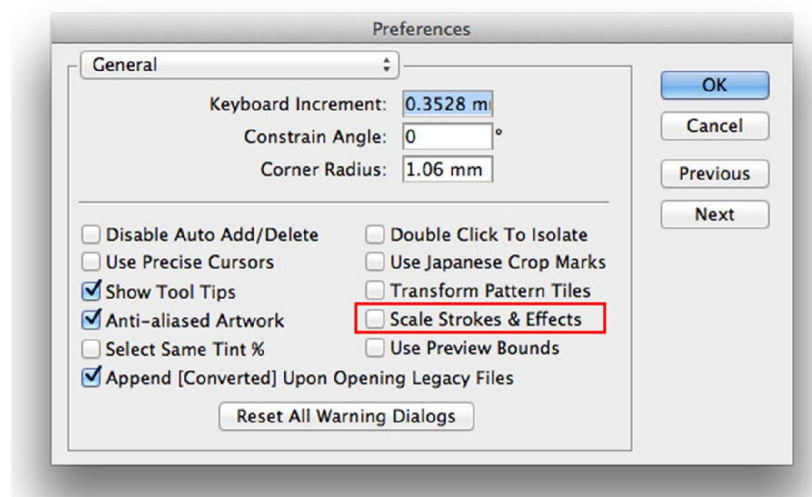 Preferences
General
Keyboard Increment: 0.3528 m
Constrain Angle: 0 °
Corner Radius: 1.06 mm
OK
Cancel
Previous
Next
Disable Auto Add/Delete
Double Click To Isolate
Use Precise Cursors
Use Japanese Crop Marks
Show Tool Tips
Transform Pattern Tiles
Anti-aliased Artwork
Scale Strokes & Effects
Select Same Tint %
Use Preview Bounds
Append [Converted] Upon Opening Legacy Files
Reset All Warning Dialogs